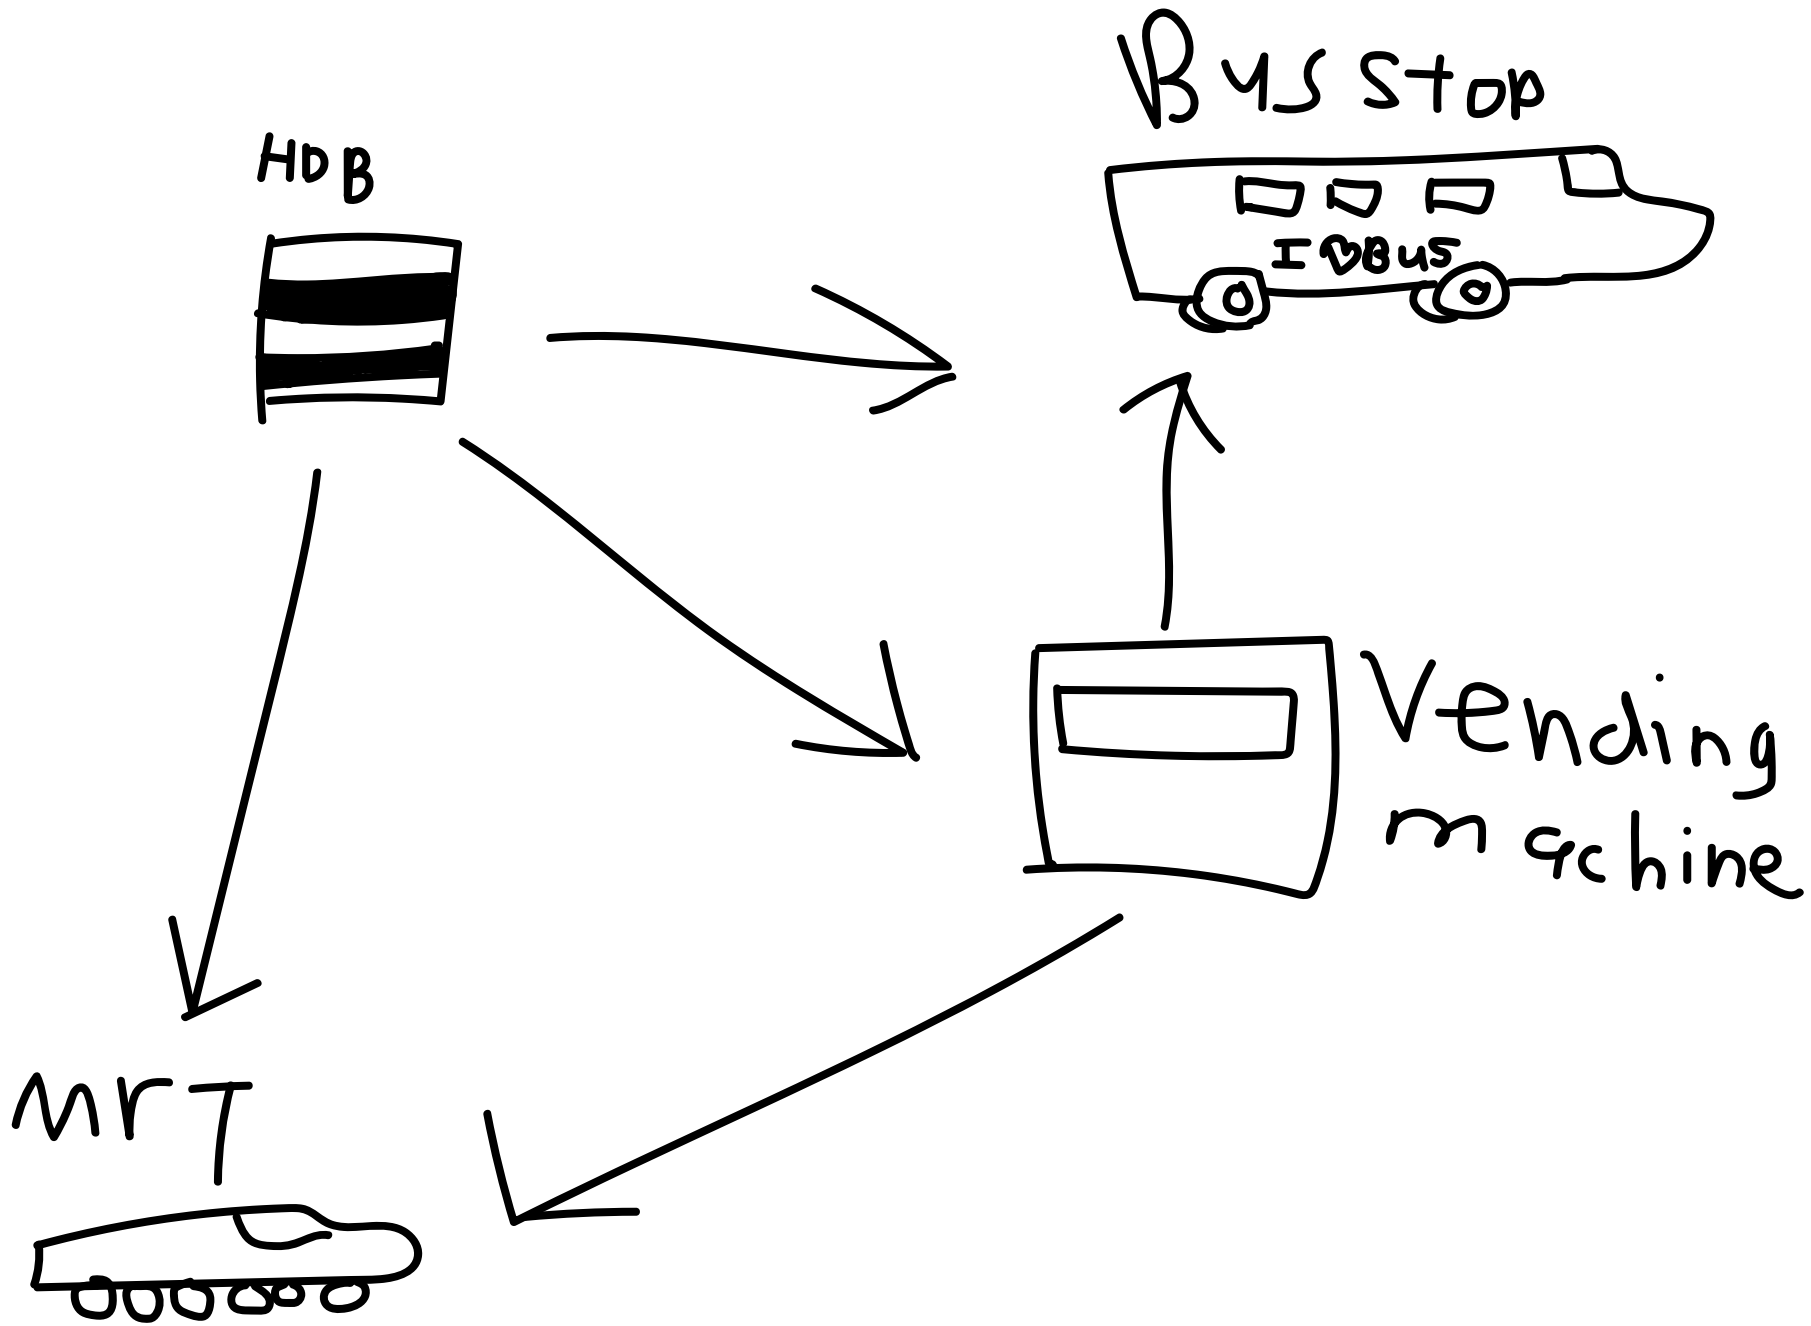 Bus Stop
HDB
I ♡ Bus
Vending
machine
MrT